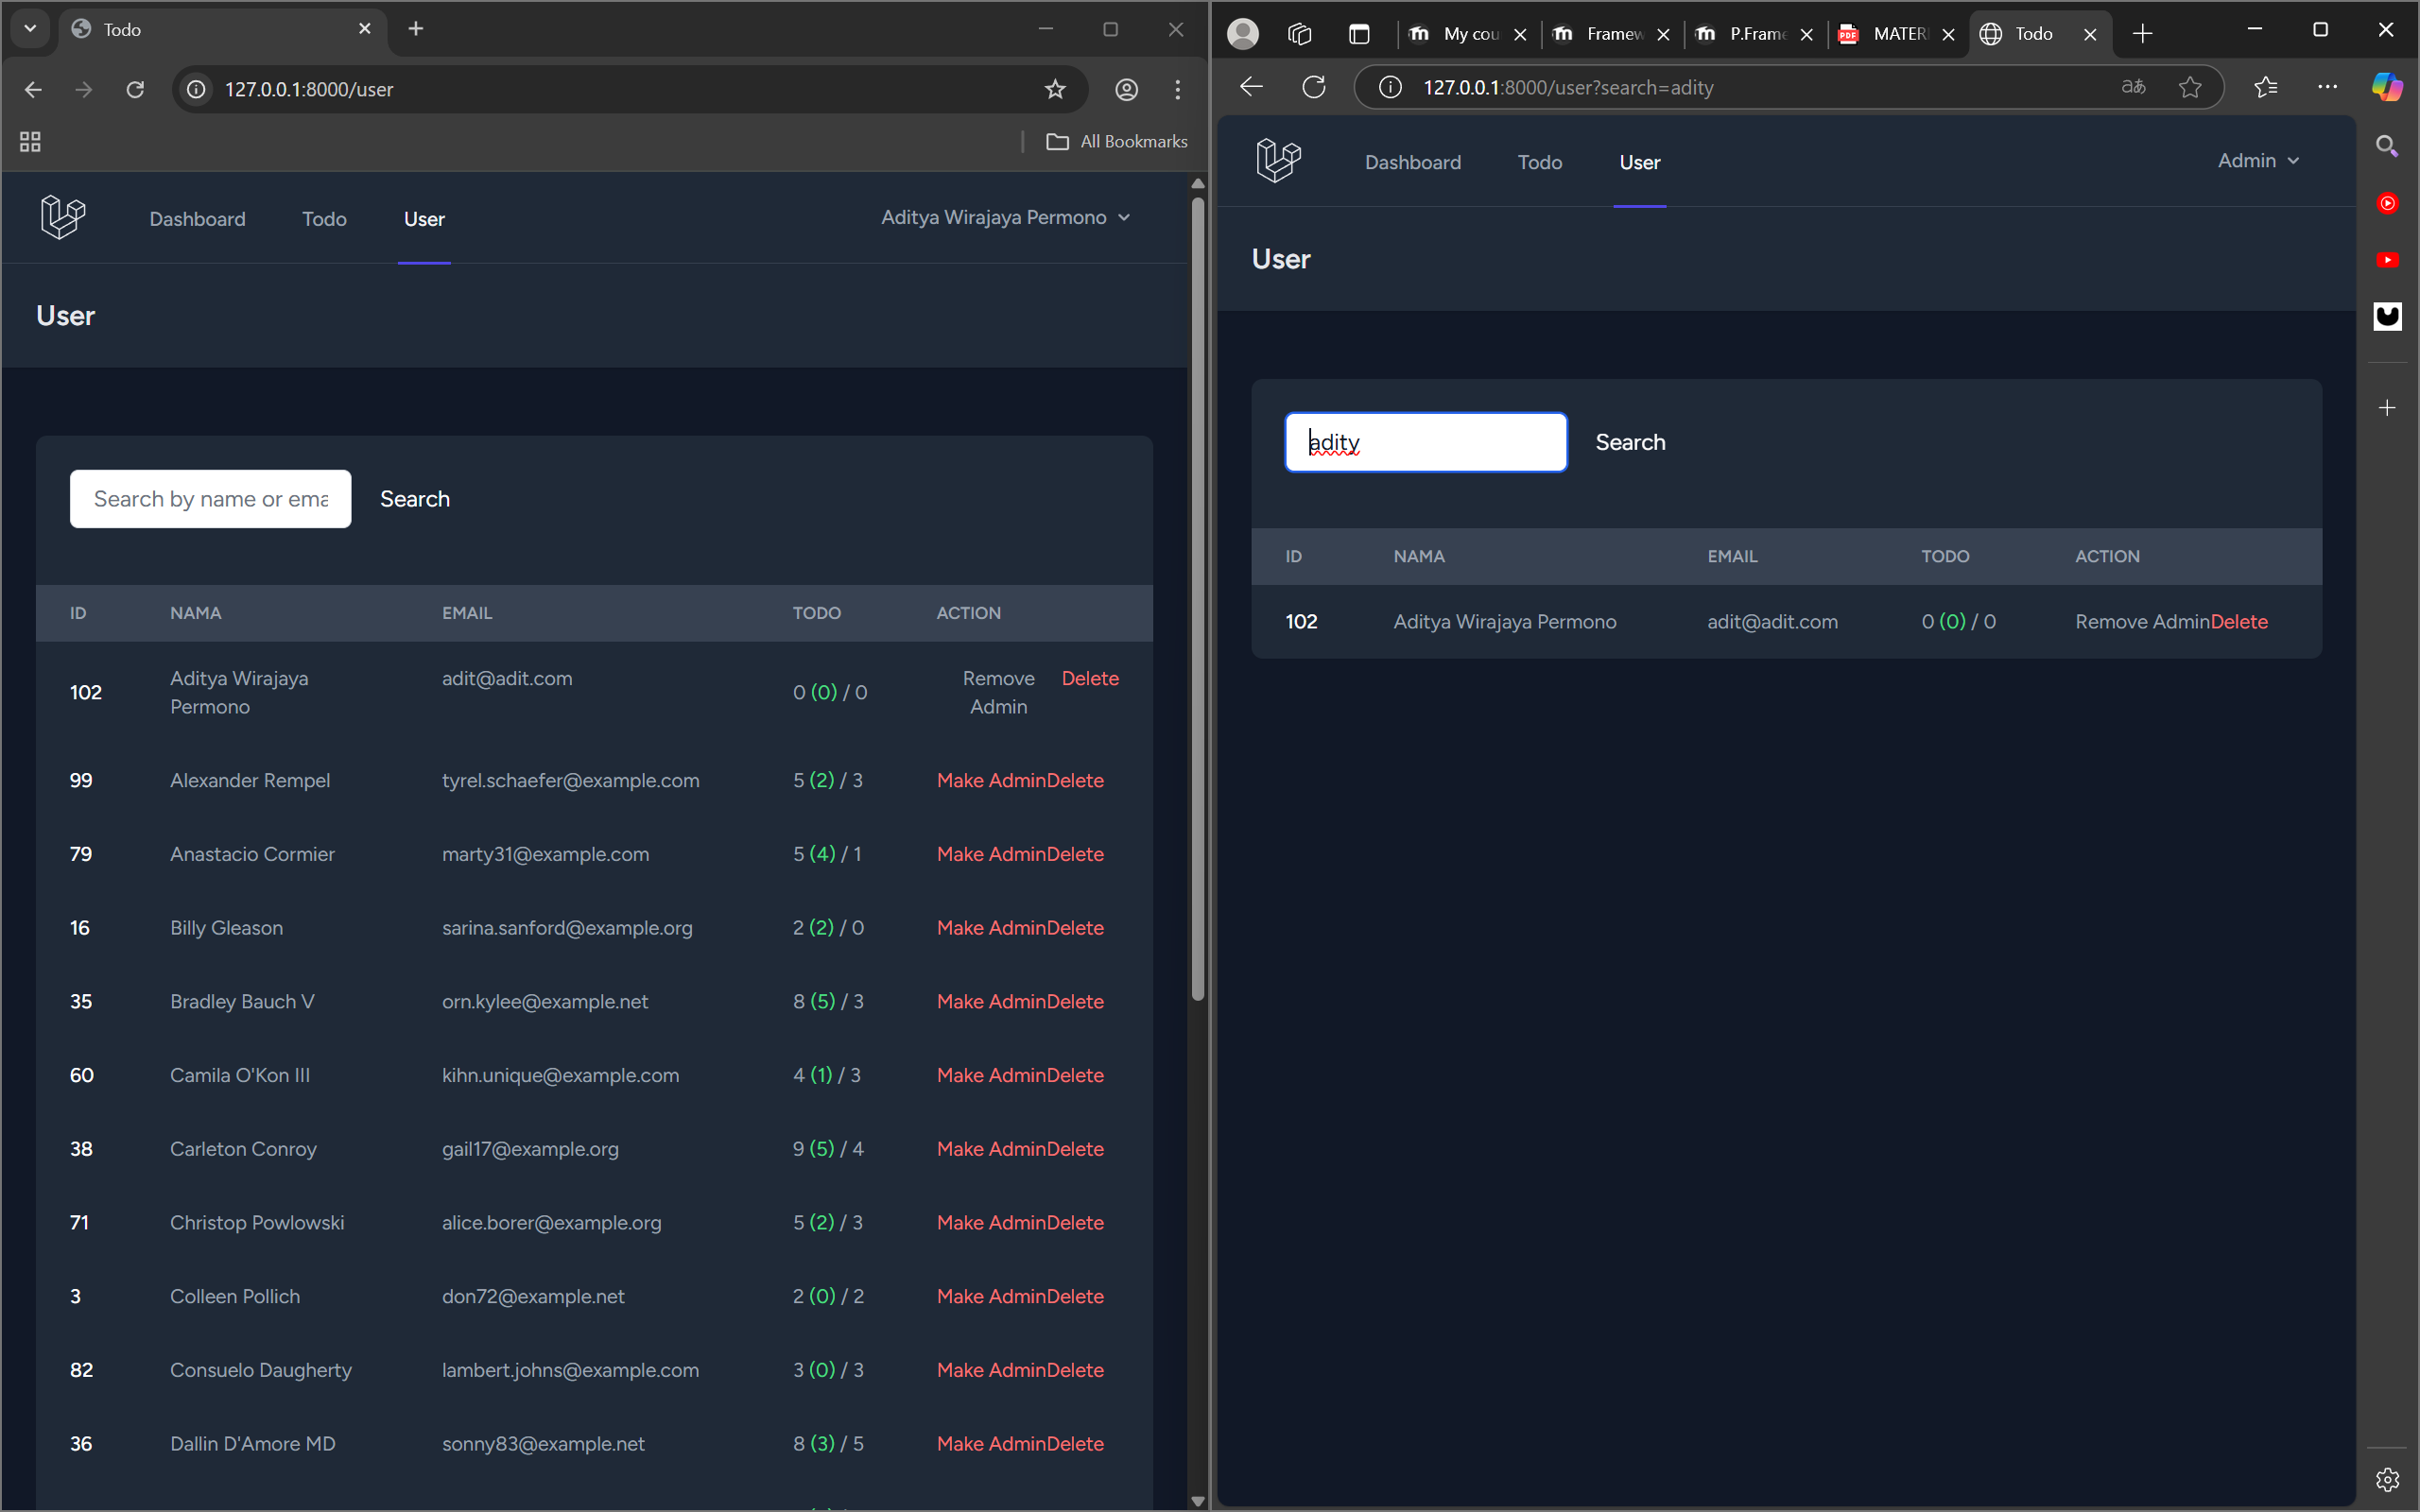 Todo
127.0.0.1:8000/user
All Bookmarks
Dashboard Todo User Aditya Wirajaya Permono
User
Search by name or ema Search
ID NAMA EMAIL TODO ACTION
102 Aditya Wirajaya Permono adit@adit.com 0 (0) / 0 Remove Admin Delete
99 Alexander Rempel tyrel.schaefer@example.com 5 (2) / 3 Make AdminDelete
79 Anastacio Cormier marty31@example.com 5 (4) / 1 Make AdminDelete
16 Billy Gleason sarina.sanford@example.org 2 (2) / 0 Make AdminDelete
35 Bradley Bauch V orn.kylee@example.net 8 (5) / 3 Make AdminDelete
60 Camila O'Kon III kihn.unique@example.com 4 (1) / 3 Make AdminDelete
38 Carleton Conroy gail17@example.org 9 (5) / 4 Make AdminDelete
71 Christop Powlowski alice.borer@example.org 5 (2) / 3 Make AdminDelete
3 Colleen Pollich don72@example.net 2 (0) / 2 Make AdminDelete
82 Consuelo Daugherty lambert.johns@example.com 3 (0) / 3 Make AdminDelete
36 Dallin D'Amore MD sonny83@example.net 8 (3) / 5 Make AdminDelete
My cou Framew P.Frame MATERI Todo
127.0.0.1:8000/user?search=adity
Dashboard Todo User Admin
User
adity Search
ID NAMA EMAIL TODO ACTION
102 Aditya Wirajaya Permono adit@adit.com 0 (0) / 0 Remove AdminDelete